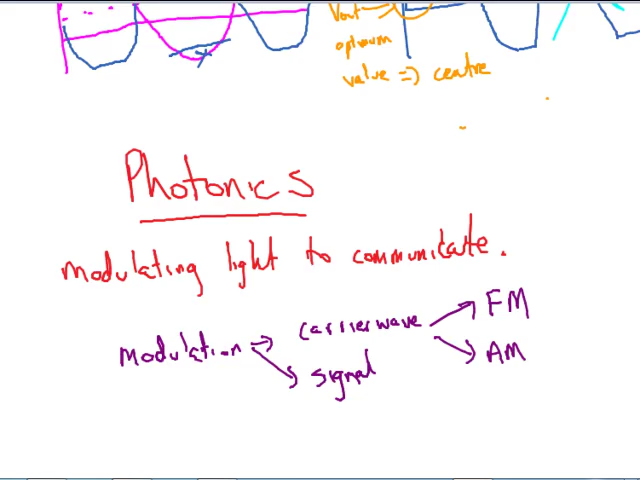 Vout
optimum
value => centre
Photonics
modulating light to communicate.
modulation => carrierwave FM
signal AM